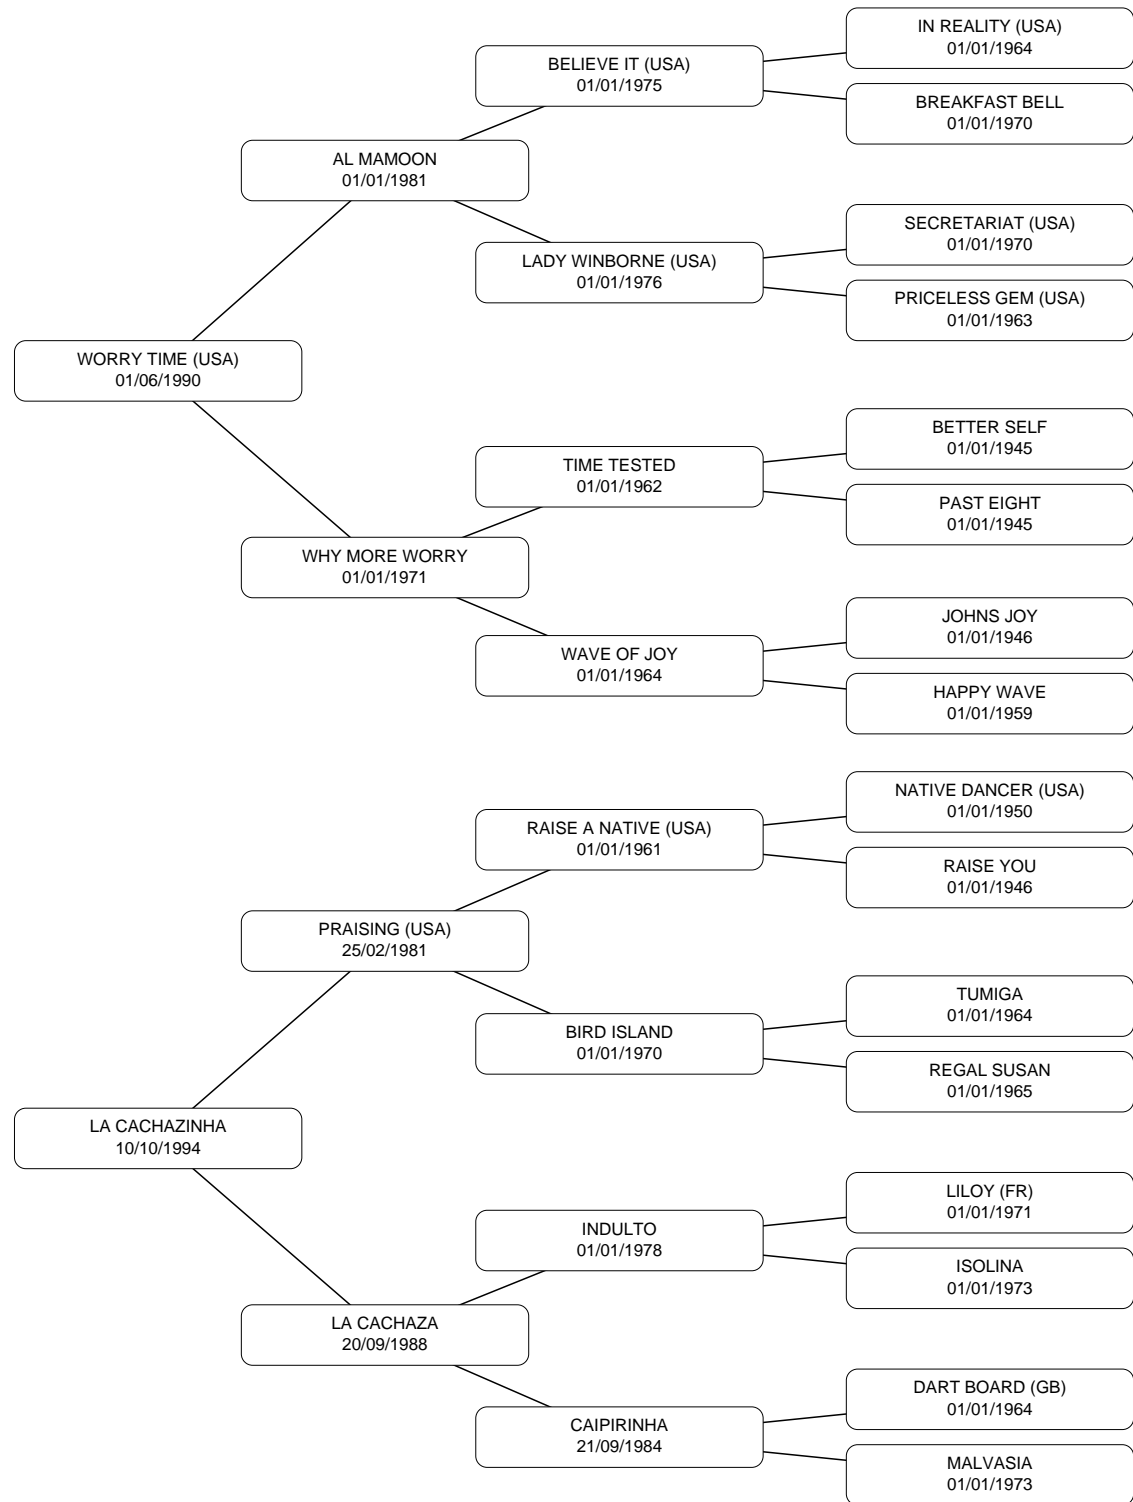 IN REALITY (USA)
01/01/1964
BELIEVE IT (USA)
01/01/1975
BREAKFAST BELL
01/01/1970
AL MAMOON
01/01/1981
SECRETARIAT (USA)
01/01/1970
LADY WINBORNE (USA)
01/01/1976
PRICELESS GEM (USA)
01/01/1963
WORRY TIME (USA)
01/06/1990
BETTER SELF
01/01/1945
TIME TESTED
01/01/1962
PAST EIGHT
01/01/1945
WHY MORE WORRY
01/01/1971
JOHNS JOY
01/01/1946
WAVE OF JOY
01/01/1964
HAPPY WAVE
01/01/1959
NATIVE DANCER (USA)
01/01/1950
RAISE A NATIVE (USA)
01/01/1961
RAISE YOU
01/01/1946
PRAISING (USA)
25/02/1981
TUMIGA
01/01/1964
BIRD ISLAND
01/01/1970
REGAL SUSAN
01/01/1965
LA CACHAZINHA
10/10/1994
LILOY (FR)
01/01/1971
INDULTO
01/01/1978
ISOLINA
01/01/1973
LA CACHAZA
20/09/1988
DART BOARD (GB)
01/01/1964
CAIPIRINHA
21/09/1984
MALVASIA
01/01/1973